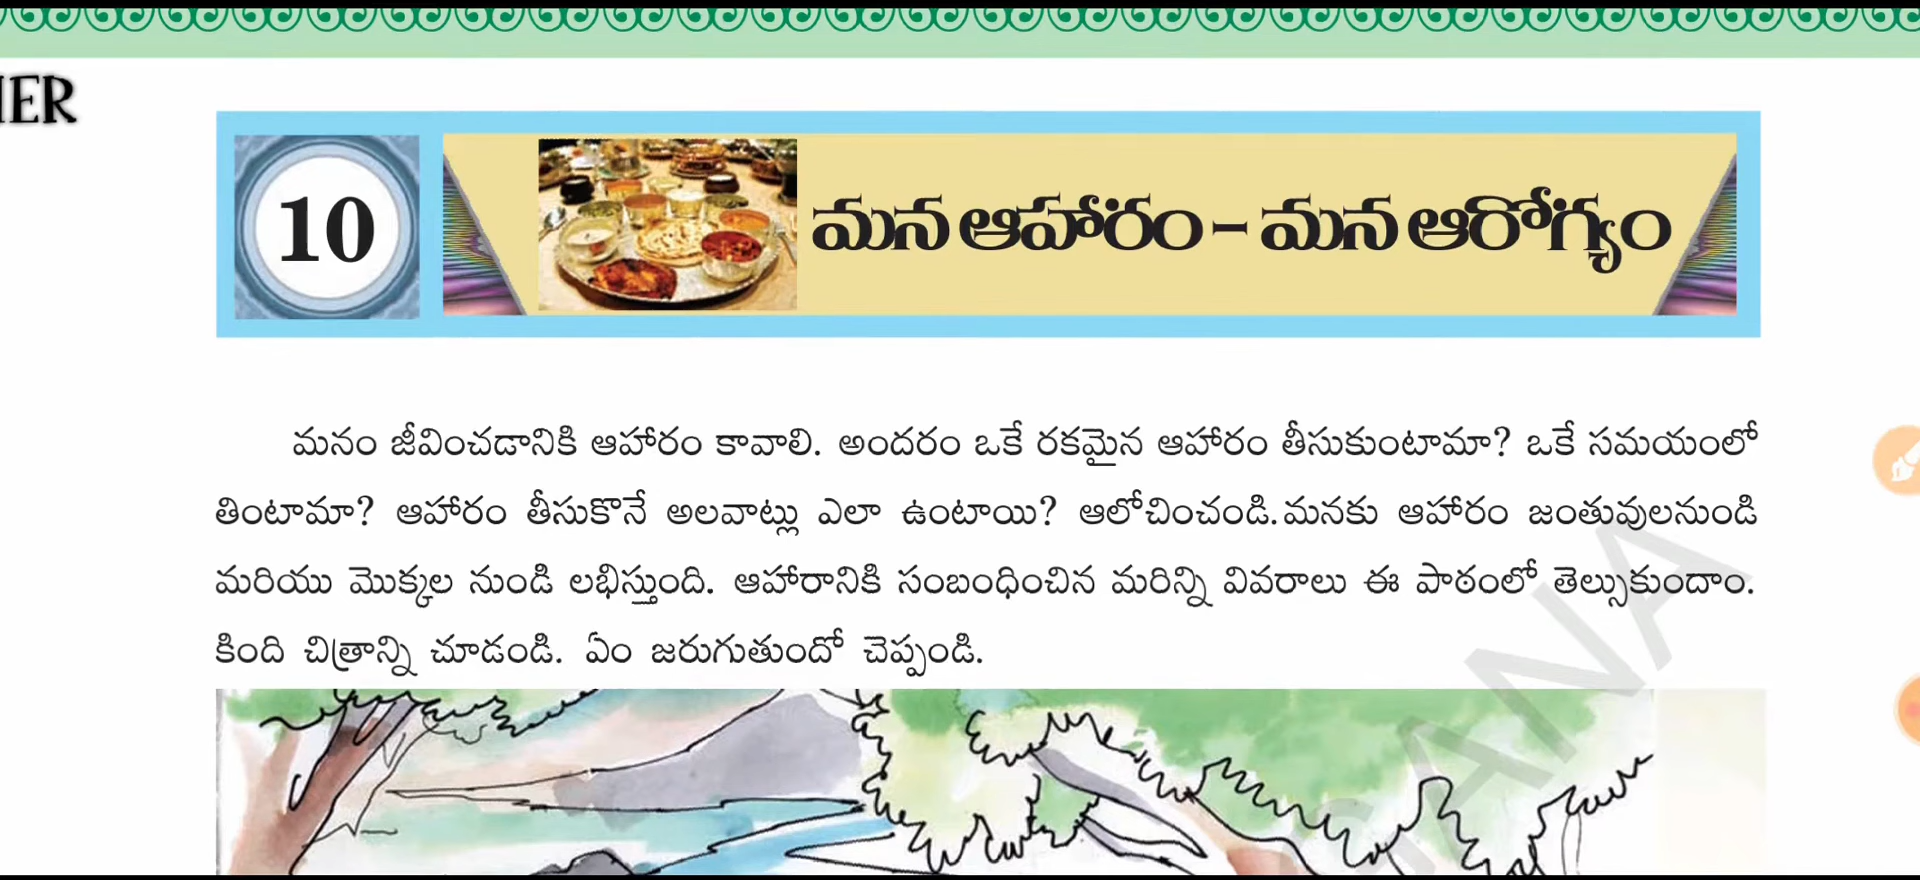 10
మన ఆహారం - మన ఆరోగ్యం
మనం జీవించడానికి ఆహారం కావాలి. అందరం ఒకే రకమైన ఆహారం తీసుకుంటామా? ఒకే సమయంలో
తింటామా? ఆహారం తీసుకొనే అలవాట్లు ఎలా ఉంటాయి? ఆలోచించండి. మనకు ఆహారం జంతువులనుండి
మరియు మొక్కల నుండి లభిస్తుంది. ఆహారానికి సంబంధించిన మరిన్ని వివరాలు ఈ పాఠంలో తెల్సుకుందాం.
కింది చిత్రాన్ని చూడండి. ఏం జరుగుతుందో చెప్పండి.